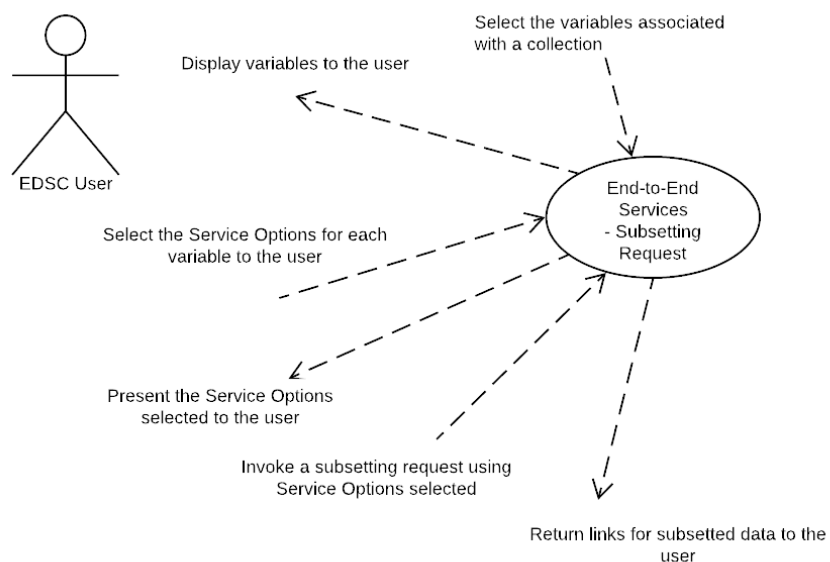 Select the variables associated
with a collection
Display variables to the user
EDSC User
End-to-End
Services
- Subsetting
Request
Select the Service Options for each
variable to the user
Present the Service Options
selected to the user
Invoke a subsetting request using
Service Options selected
Return links for subsetted data to the
user